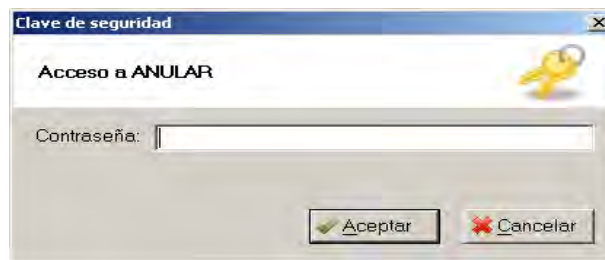 Clave de seguridad
Acceso a ANULAR
Contraseña:
Aceptar
Cancelar